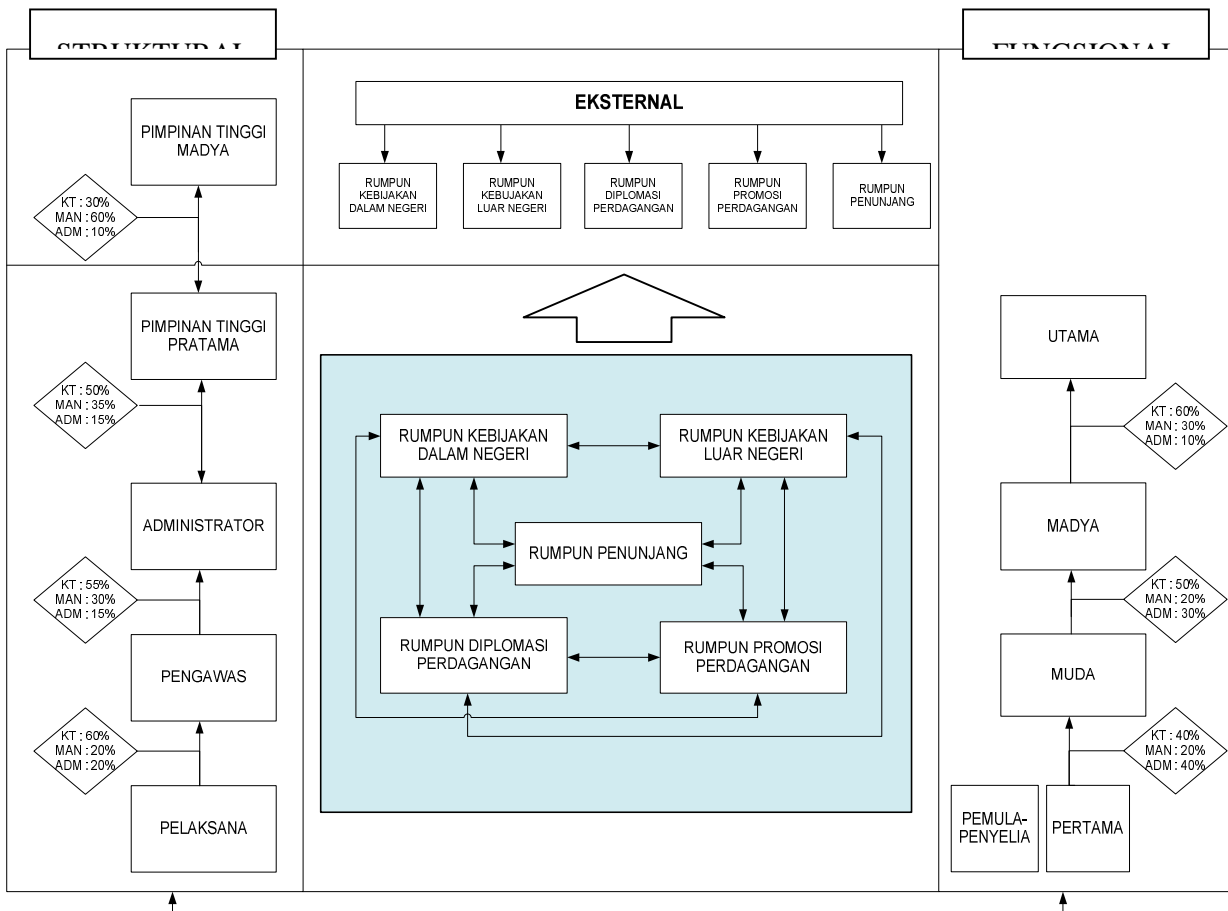 STRUKTURAL
FUNGSIONAL
EKSTERNAL
RUMPUN
KEBIJAKAN
DALAM NEGERI
RUMPUN
KEBUJAKAN
LUAR NEGERI
RUMPUN
DIPLOMASI
PERDAGANGAN
RUMPUN
PROMOSI
PERDAGANGAN
RUMPUN
PENUNJANG
PIMPINAN TINGGI
MADYA
KT : 30%
MAN : 60%
ADM : 10%
PIMPINAN TINGGI
PRATAMA
KT : 50%
MAN : 35%
ADM : 15%
ADMINISTRATOR
KT : 55%
MAN : 30%
ADM : 15%
PENGAWAS
KT : 60%
MAN : 20%
ADM : 20%
PELAKSANA
RUMPUN KEBIJAKAN
DALAM NEGERI
RUMPUN KEBIJAKAN
LUAR NEGERI
RUMPUN PENUNJANG
RUMPUN DIPLOMASI
PERDAGANGAN
RUMPUN PROMOSI
PERDAGANGAN
UTAMA
KT : 60%
MAN : 30%
ADM : 10%
MADYA
KT : 50%
MAN : 20%
ADM : 30%
MUDA
KT : 40%
MAN : 20%
ADM : 40%
PEMULA-
PENYELIA
PERTAMA